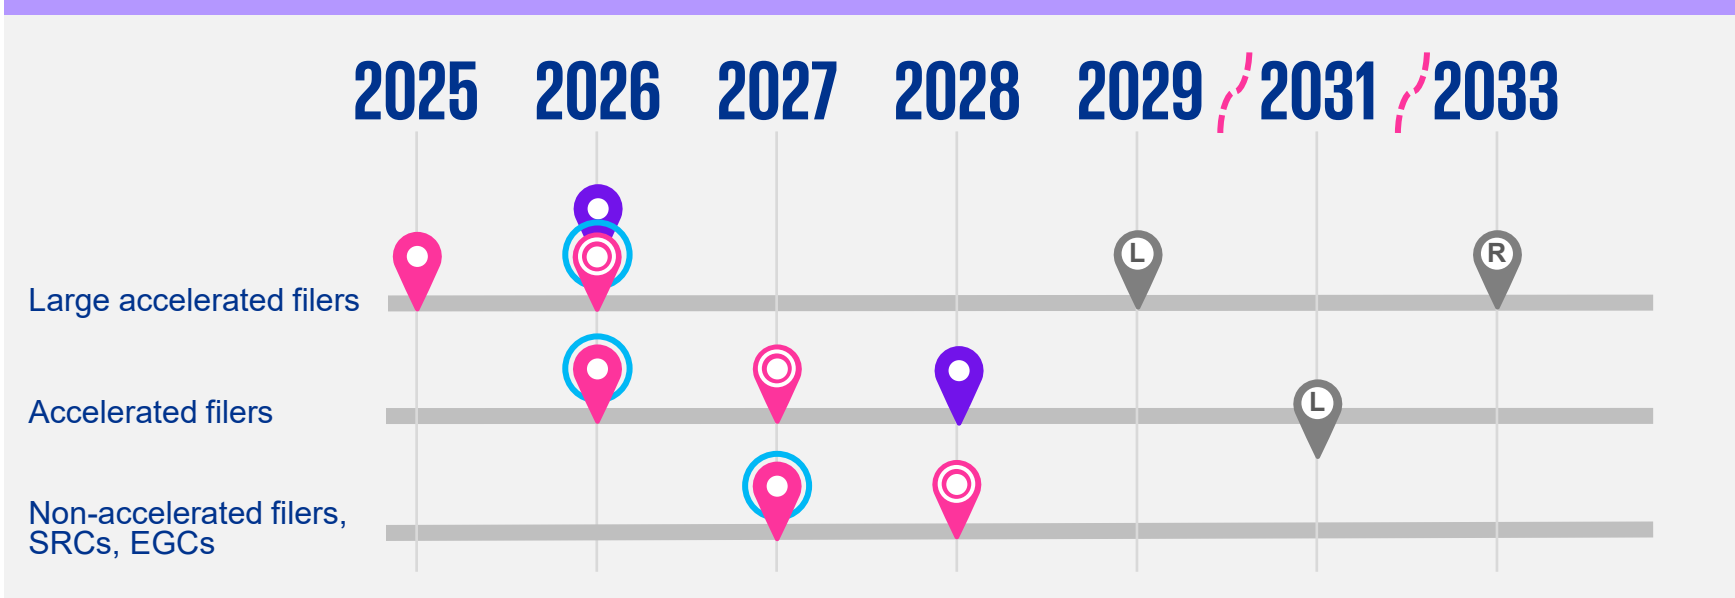 2025 2026 2027 2028 2029 2031 2033
Large accelerated filers
L
R
Accelerated filers
L
Non-accelerated filers,
SRCs, EGCs